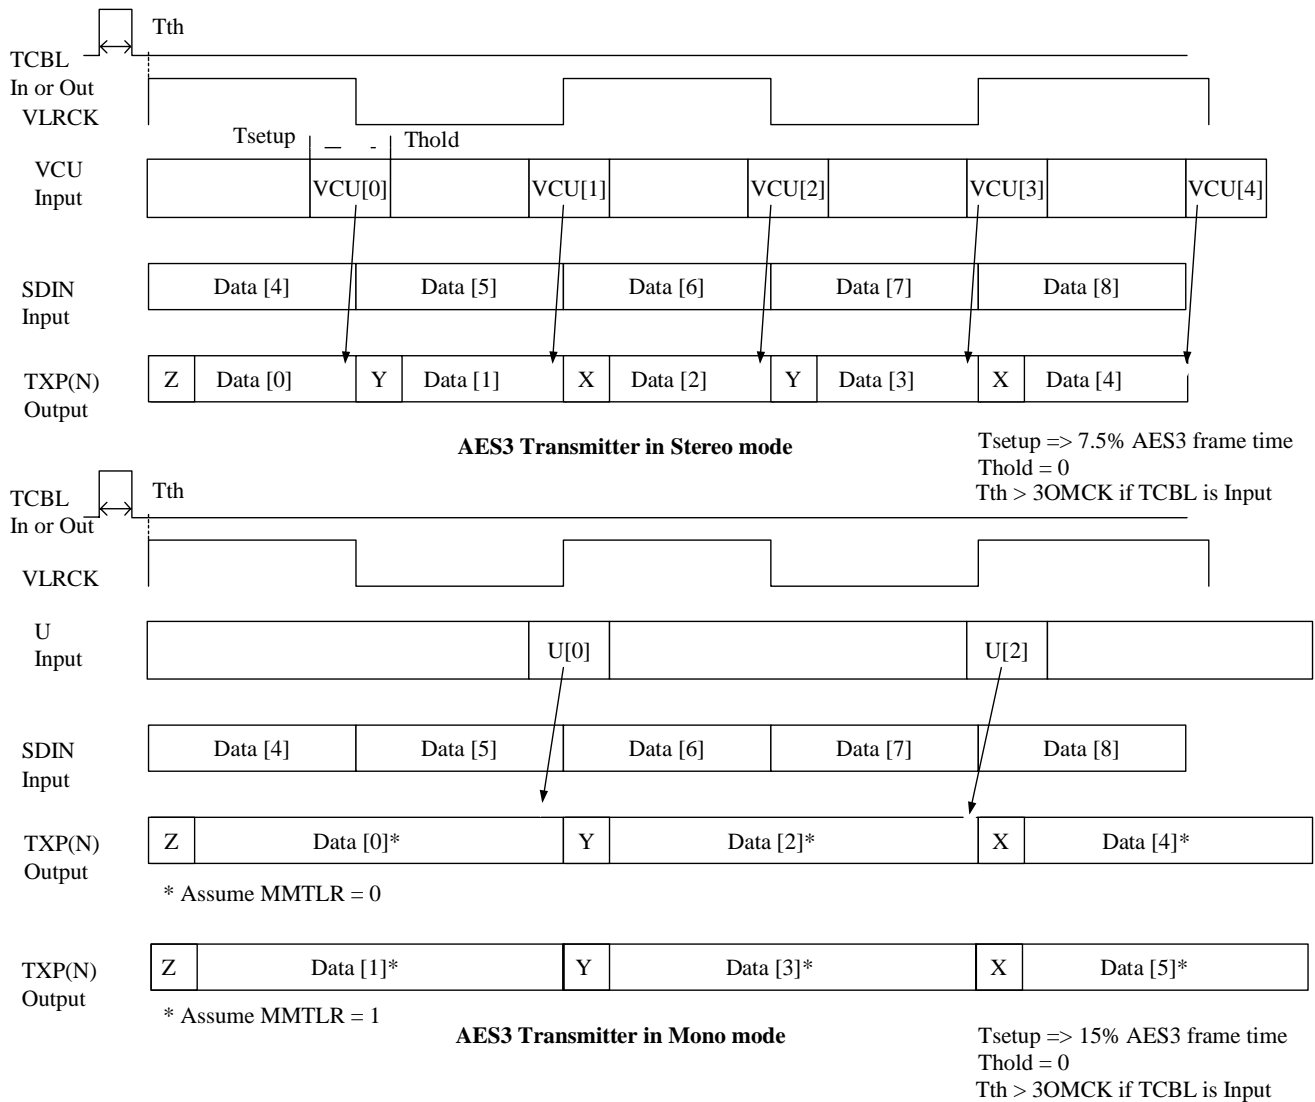 Tth
TCBL
In or Out
VLRCK
Tsetup Thold
VCU
Input
VCU[0] VCU[1] VCU[2] VCU[3] VCU[4]
SDIN
Input
Data [4] Data [5] Data [6] Data [7] Data [8]
TXP(N)
Output
Z Data [0] Y Data [1] X Data [2] Y Data [3] X Data [4]
AES3 Transmitter in Stereo mode
Tsetup => 7.5% AES3 frame time
Thold = 0
Tth > 3OMCK if TCBL is Input
Tth
TCBL
In or Out
VLRCK
U
Input
U[0] U[2]
SDIN
Input
Data [4] Data [5] Data [6] Data [7] Data [8]
TXP(N)
Output
Z Data [0]* Y Data [2]* X Data [4]*
* Assume MMTLR = 0
TXP(N)
Output
Z Data [1]* Y Data [3]* X Data [5]*
* Assume MMTLR = 1
AES3 Transmitter in Mono mode
Tsetup => 15% AES3 frame time
Thold = 0
Tth > 3OMCK if TCBL is Input